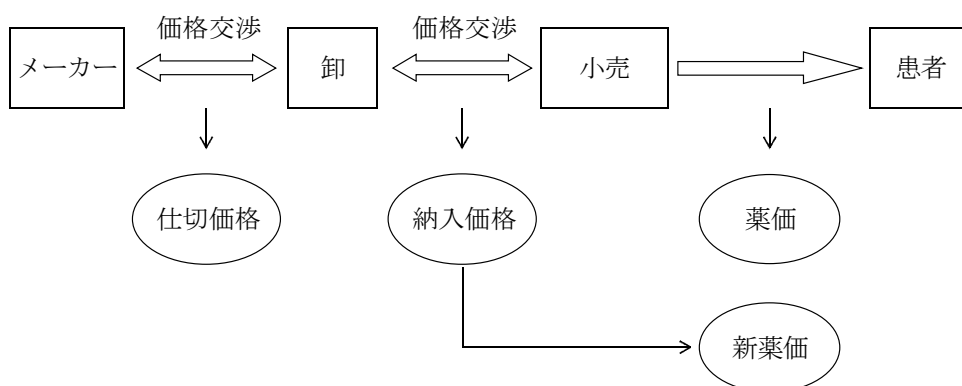 価格交渉
価格交渉
メーカー
卸
小売
患者
仕切価格
納入価格
薬価
新薬価